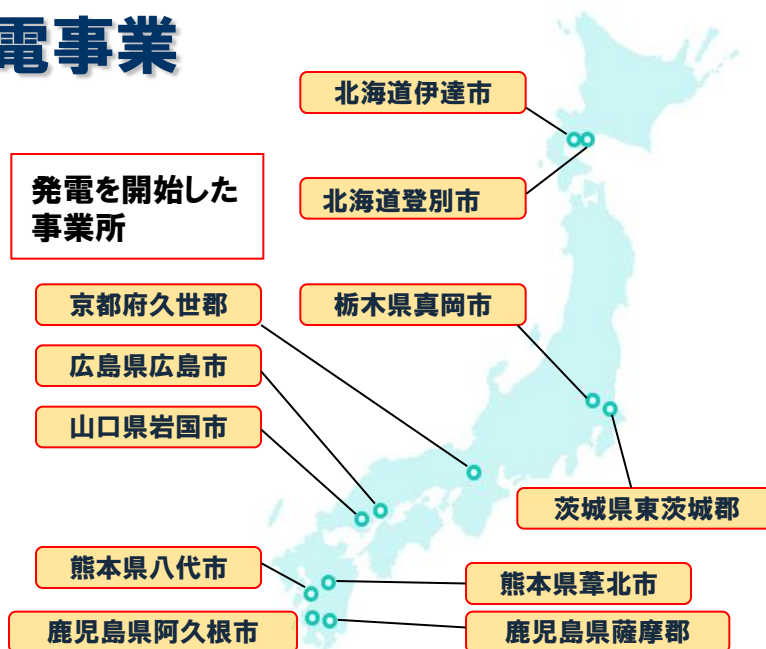 電事業
北海道伊達市
発電を開始した
事業所
北海道登別市
京都府久世郡
栃木県真岡市
広島県広島市
山口県岩国市
茨城県東茨城郡
熊本県八代市
熊本県葦北市
鹿児島県阿久根市
鹿児島県薩摩郡